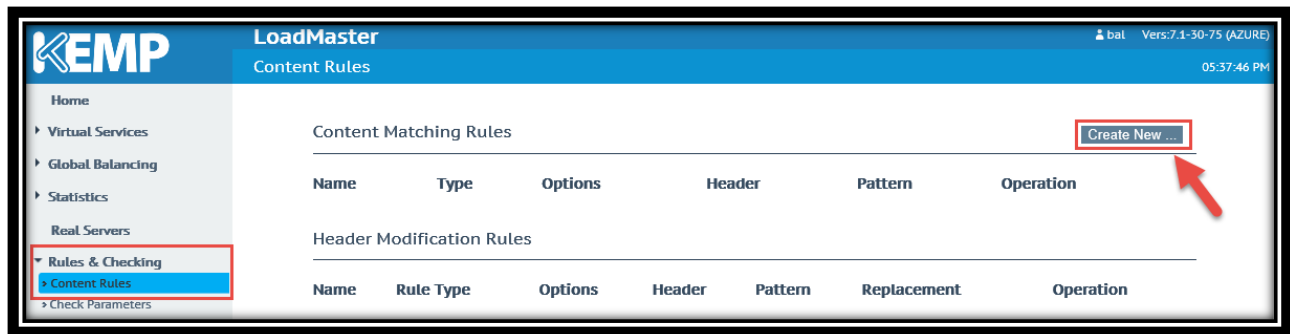 KEMP
LoadMaster
bal Vers:7.1-30-75 (AZURE)
Content Rules
05:37:46 PM
Home
Virtual Services
Global Balancing
Statistics
Real Servers
Rules & Checking
Content Rules
Check Parameters
Content Matching Rules
Create New ...
Name Type Options Header Pattern Operation
Header Modification Rules
Name Rule Type Options Header Pattern Replacement Operation